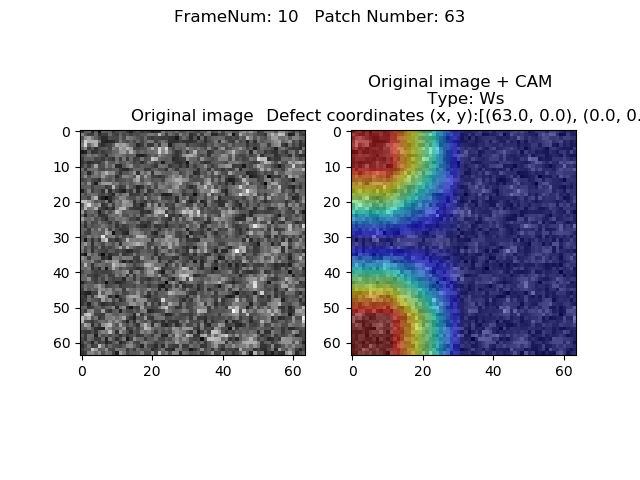 FrameNum: 10   Patch Number: 63
Original image
Original image + CAM
Type: Ws
Defect coordinates (x, y):[(63.0, 0.0), (0.0, 0.
0
10
20
30
40
50
60
0 20 40 60
0
10
20
30
40
50
60
0 20 40 60